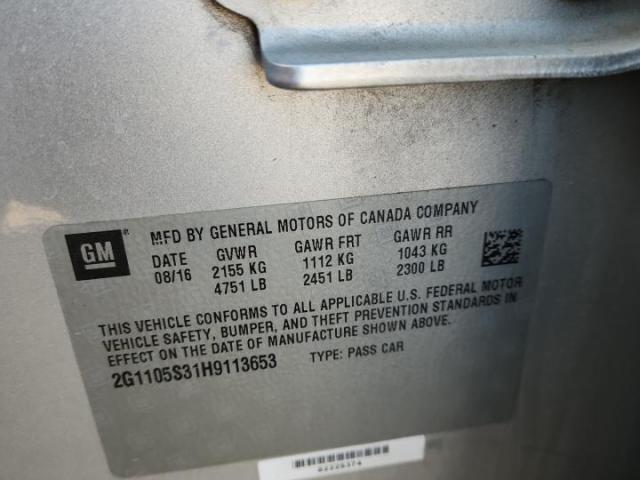 GM
MFD BY GENERAL MOTORS OF CANADA COMPANY
DATE GVWR GAWR FRT GAWR RR
08/16 2155 KG 1112 KG 1043 KG
4751 LB 2451 LB 2300 LB
THIS VEHICLE CONFORMS TO ALL APPLICABLE U.S. FEDERAL MOTOR
VEHICLE SAFETY, BUMPER, AND THEFT PREVENTION STANDARDS IN
EFFECT ON THE DATE OF MANUFACTURE SHOWN ABOVE.
2G1105S31H9113653 TYPE: PASS CAR